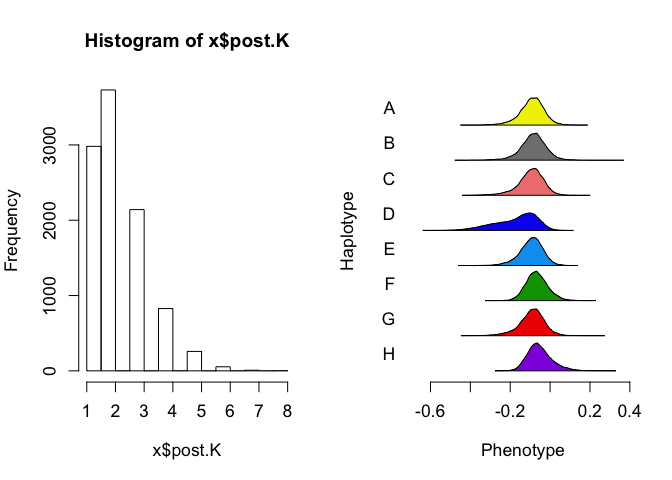 Histogram of x$post.K
Frequency
0 1000 2000 3000
1 2 3 4 5 6 7 8
x$post.K
Haplotype
A
B
C
D
E
F
G
H
-0.6 -0.2 0.2 0.4
Phenotype